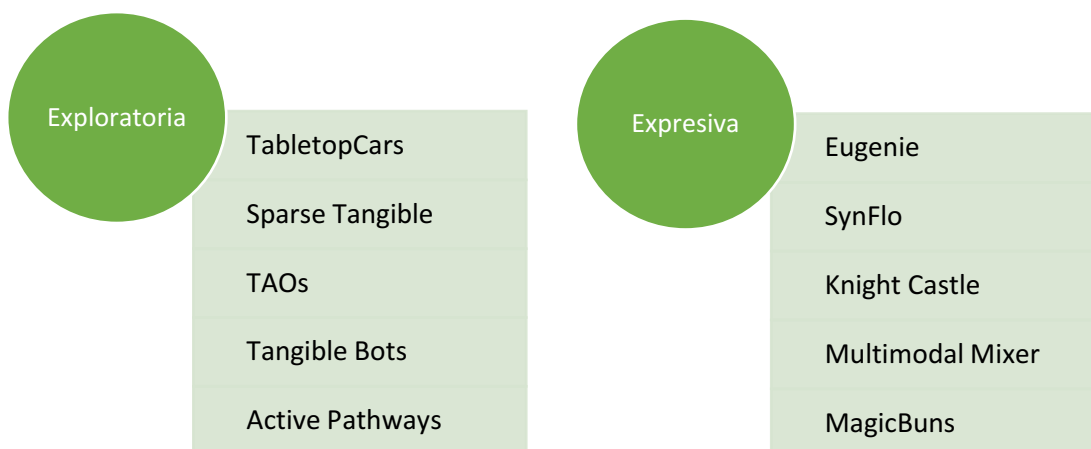 Exploratoria
TabletopCars
Sparse Tangible
TAOs
Tangible Bots
Active Pathways
Expresiva
Eugenie
SynFlo
Knight Castle
Multimodal Mixer
MagicBuns